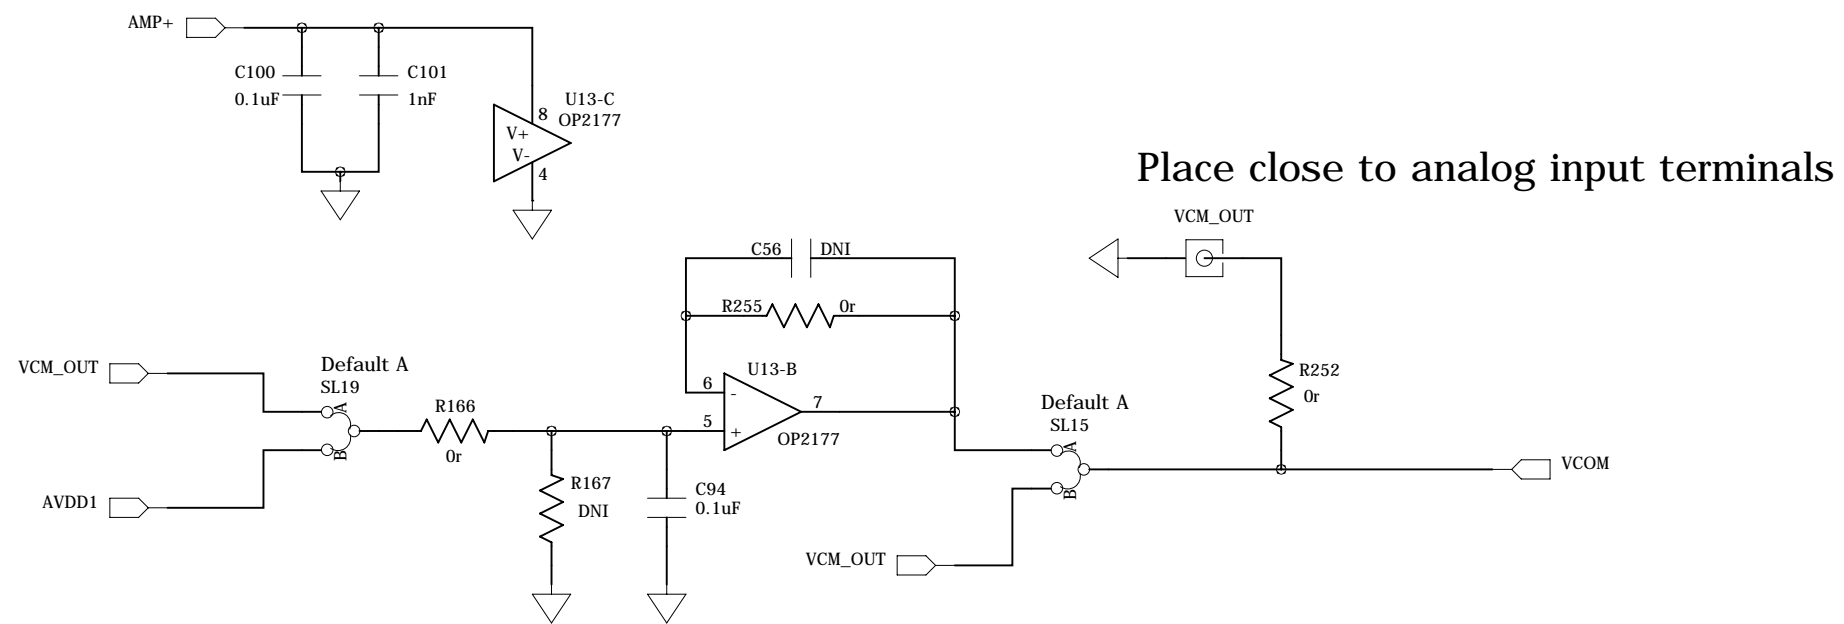 AMP+
C100
0.1uF
C101
1nF
U13-C
OP2177
8
V+
V-
4
Place close to analog input terminals
VCM_OUT
C56
DNI
R255
0r
VCM_OUT
Default A
SL19
A
B
R166
0r
AVDD1
R167
DNI
C94
0.1uF
U13-B
6
-
5
+
7
OP2177
Default A
SL15
A
B
R252
0r
VCOM
VCM_OUT